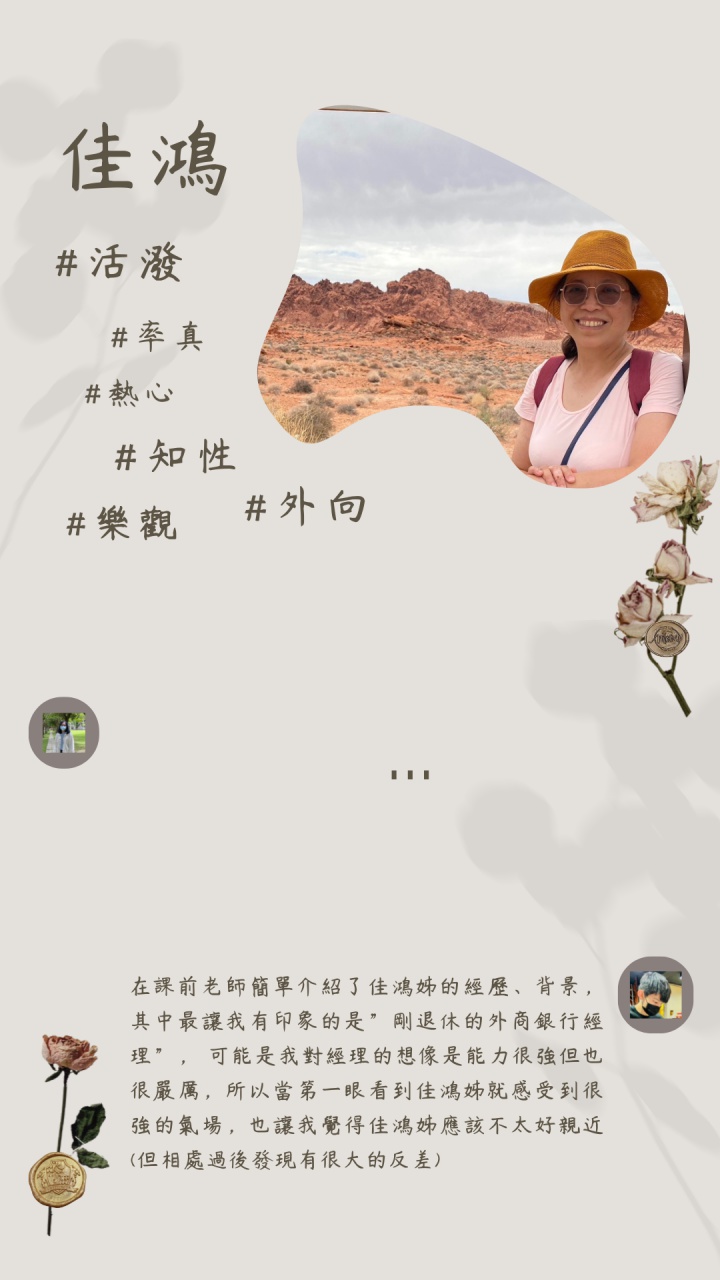 佳鴻
#活潑
#率真
#熱心
#知性
#樂觀
#外向
...
在課前老師簡單介紹了佳鴻姊的經歷、背景，
其中最讓我有印象的是”剛退休的外商銀行經
理”， 可能是我對經理的想像是能力很強但也
很嚴厲，所以當第一眼看到佳鴻姊就感受到很
強的氣場，也讓我覺得佳鴻姊應該不太好親近
(但相處過後發現有很大的反差)